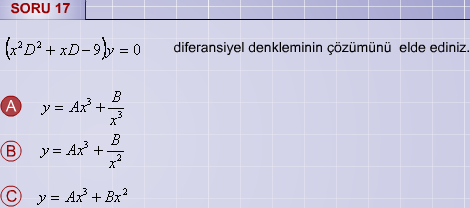 SORU 17
(x²D² + xD − 9)y = 0 diferansiyel denkleminin çözümünü elde ediniz.
A y = Ax³ + B/x³
B y = Ax³ + B/x²
C y = Ax³ + Bx²